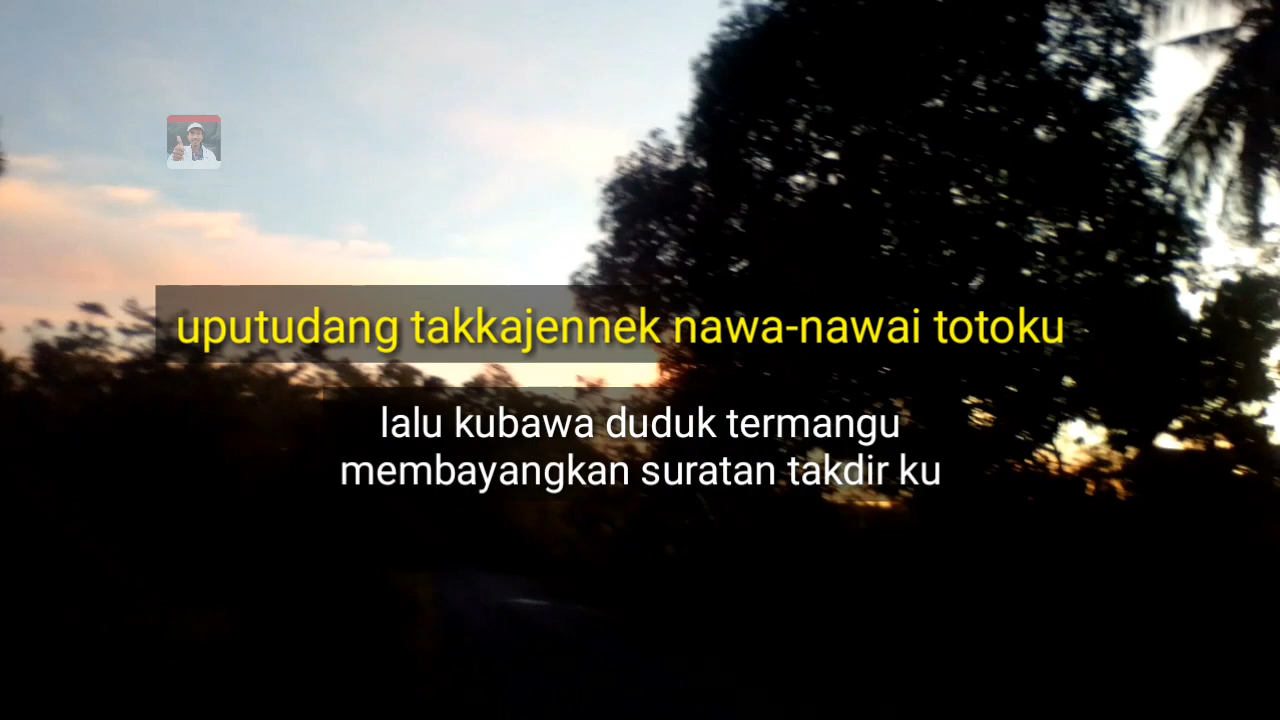 uputudang takkajennek nawa-nawai totoku
lalu kubawa duduk termangu
membayangkan suratan takdir ku